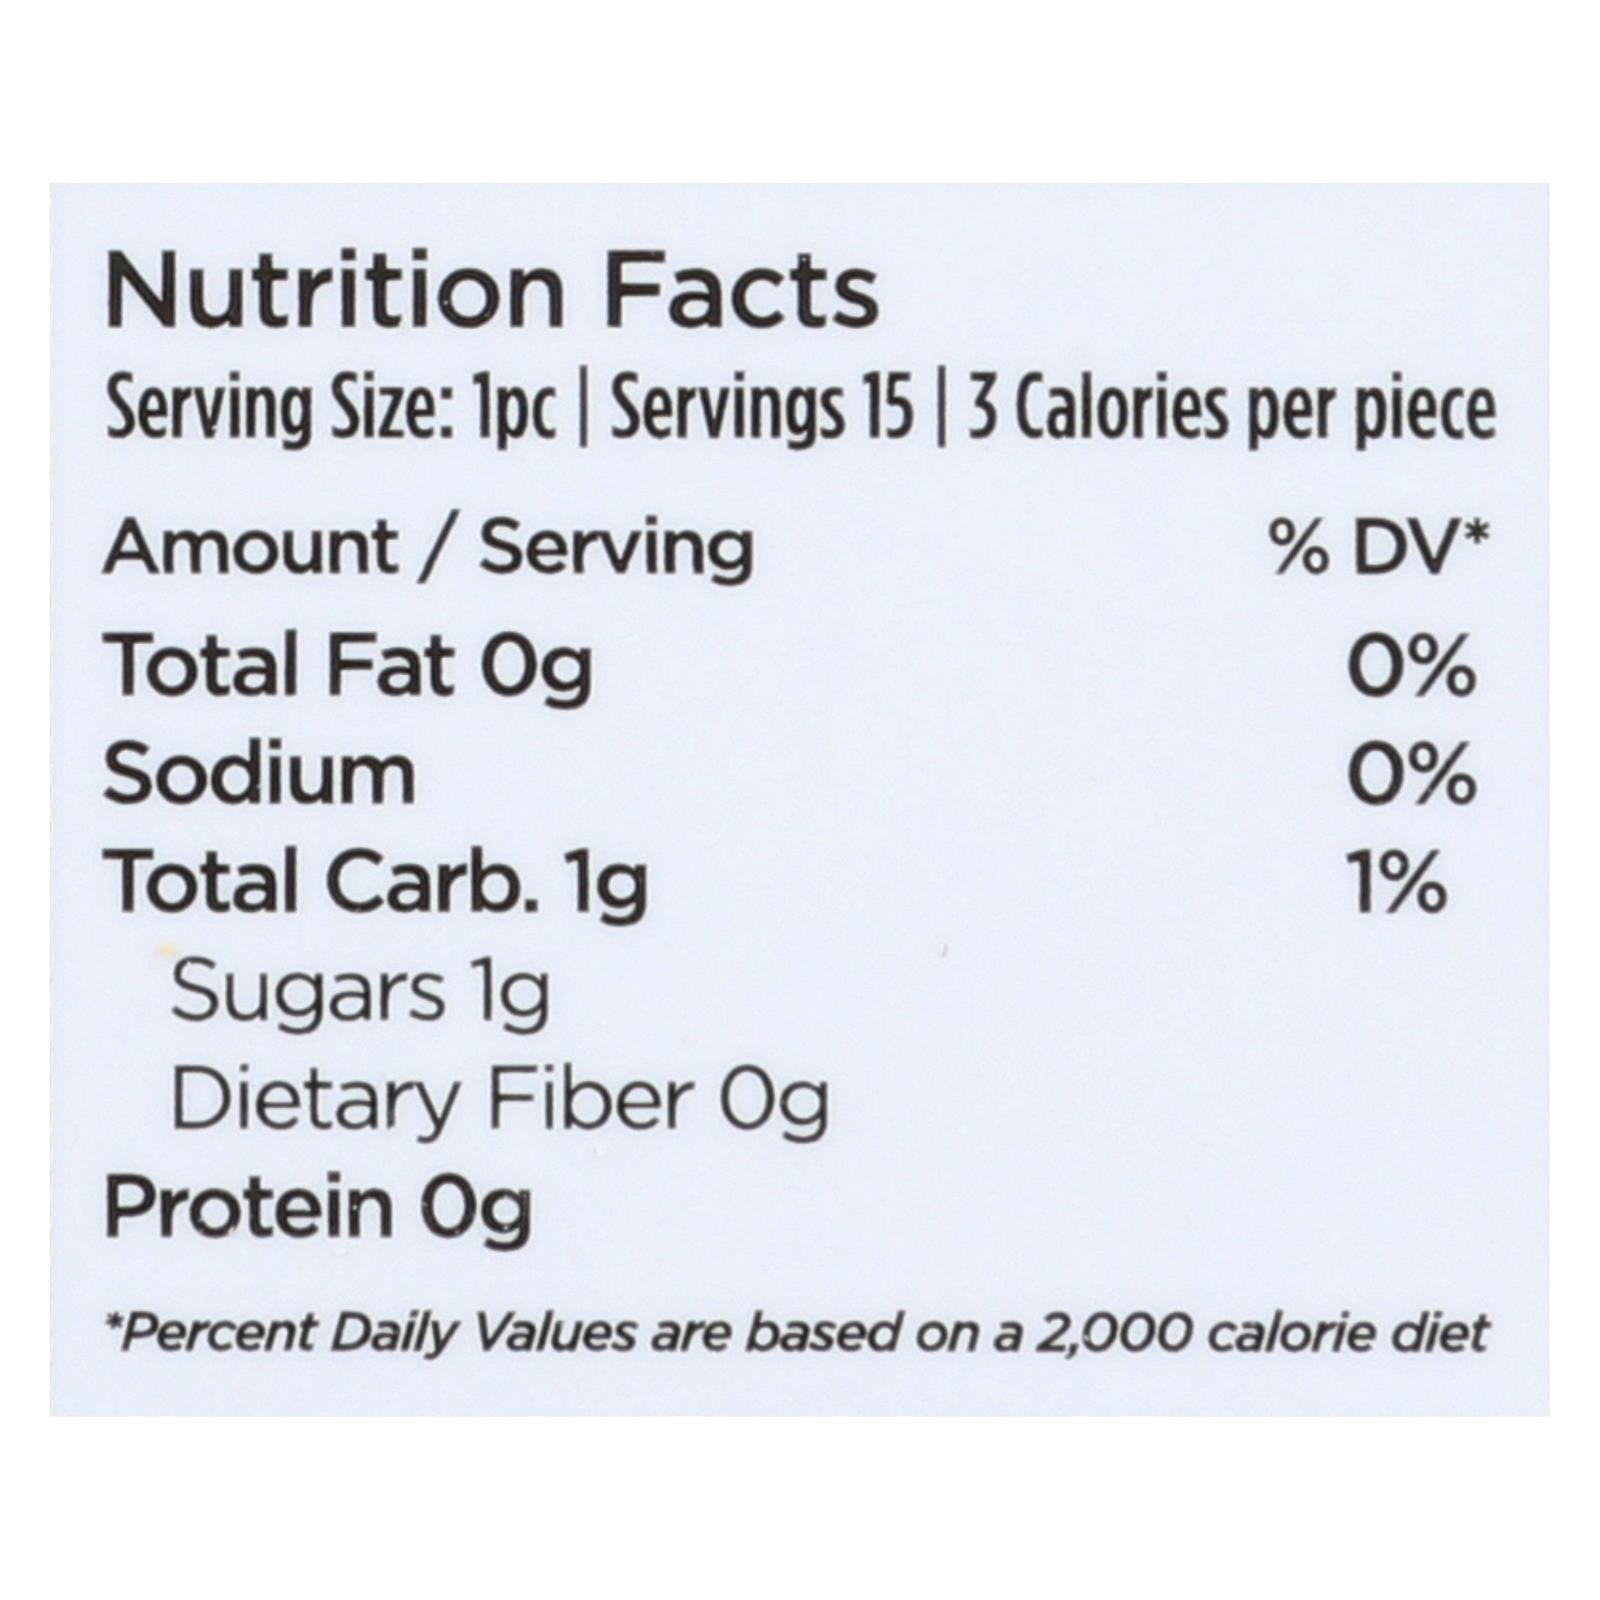 Nutrition Facts
Serving Size: 1pc | Servings 15 | 3 Calories per piece
Amount / Serving % DV*
Total Fat 0g 0%
Sodium 0%
Total Carb. 1g 1%
Sugars 1g
Dietary Fiber 0g
Protein 0g
*Percent Daily Values are based on a 2,000 calorie diet